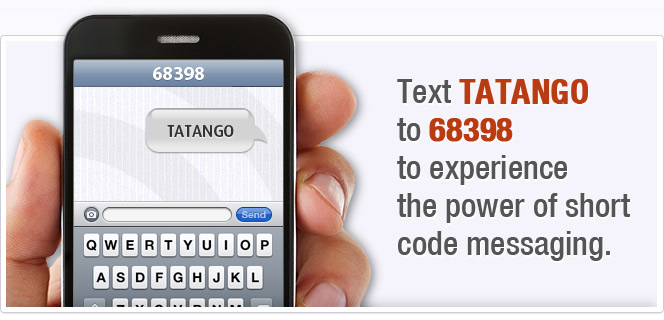 68398
TATANGO
Send
Q W E R T Y U I O P
A S D F G H J K L
Text TATANGO
to 68398
to experience
the power of short
code messaging.